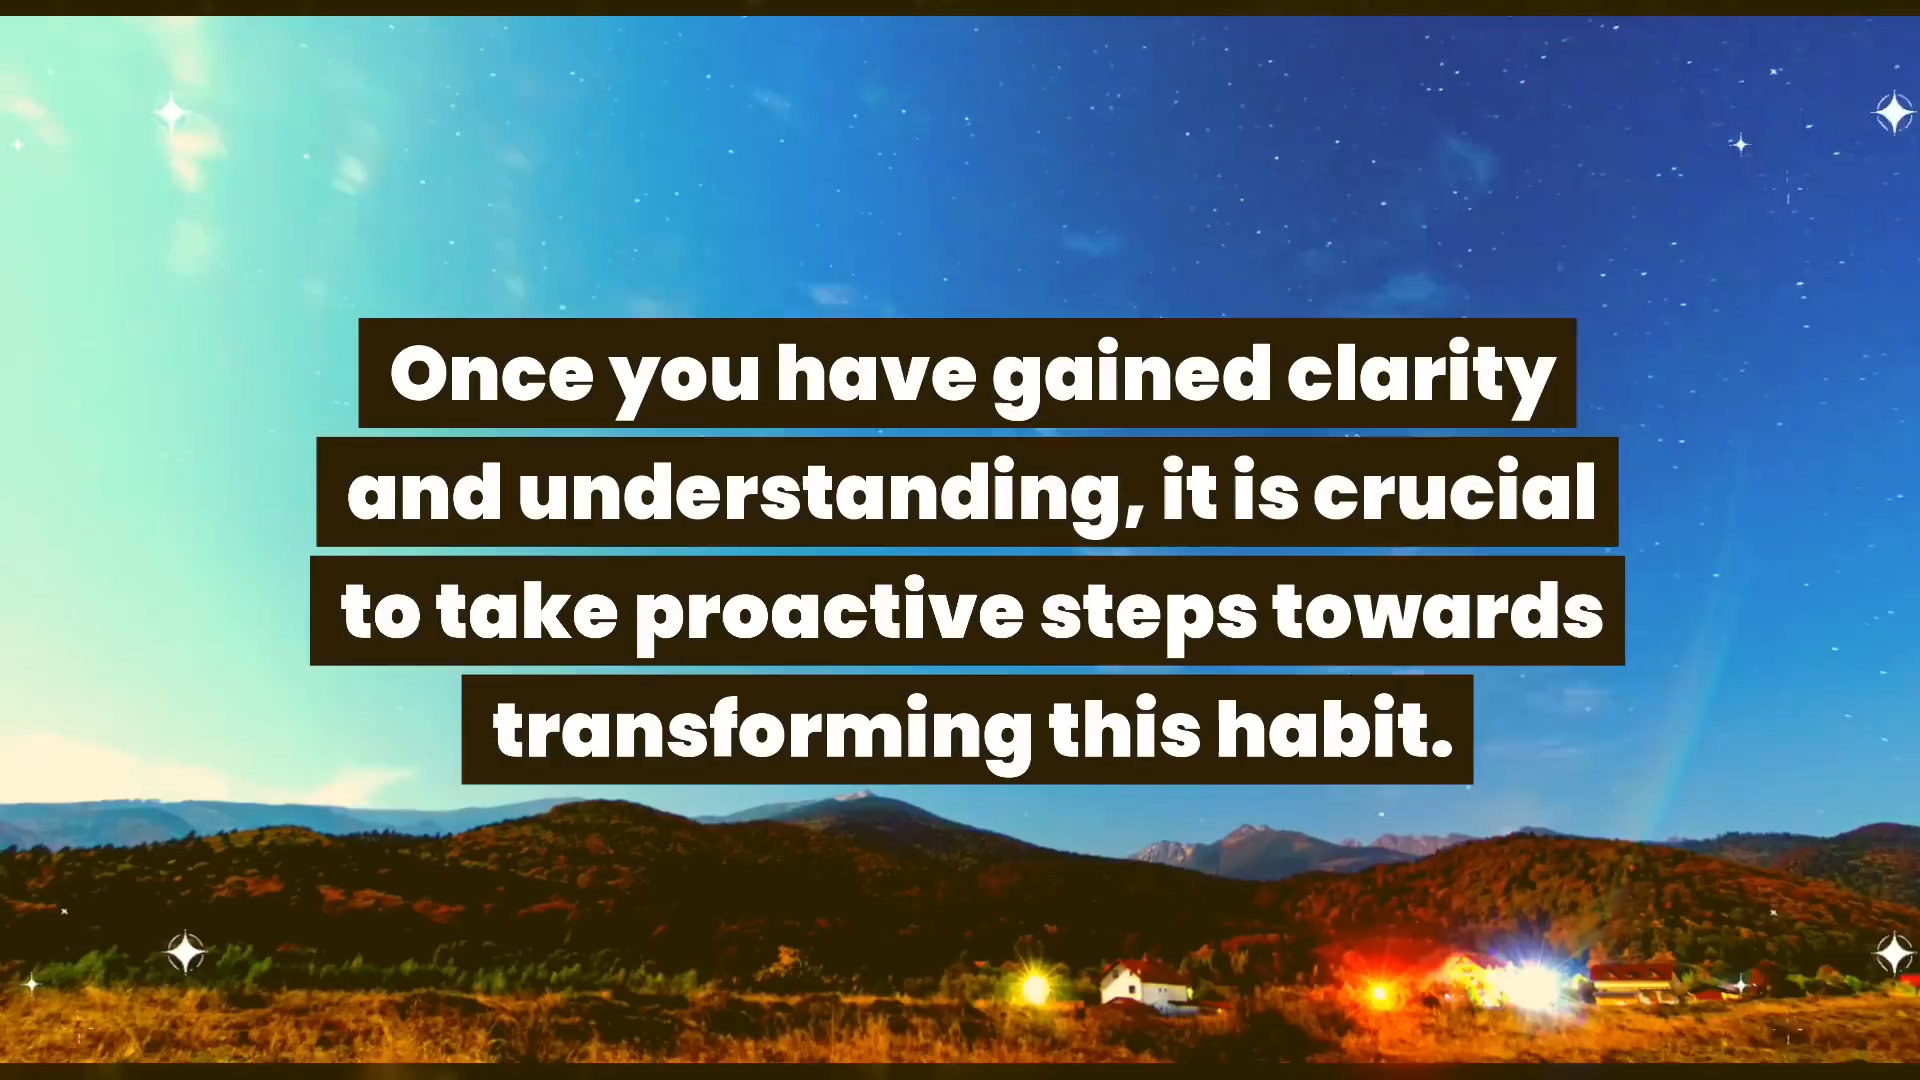 Once you have gained clarity
and understanding, it is crucial
to take proactive steps towards
transforming this habit.